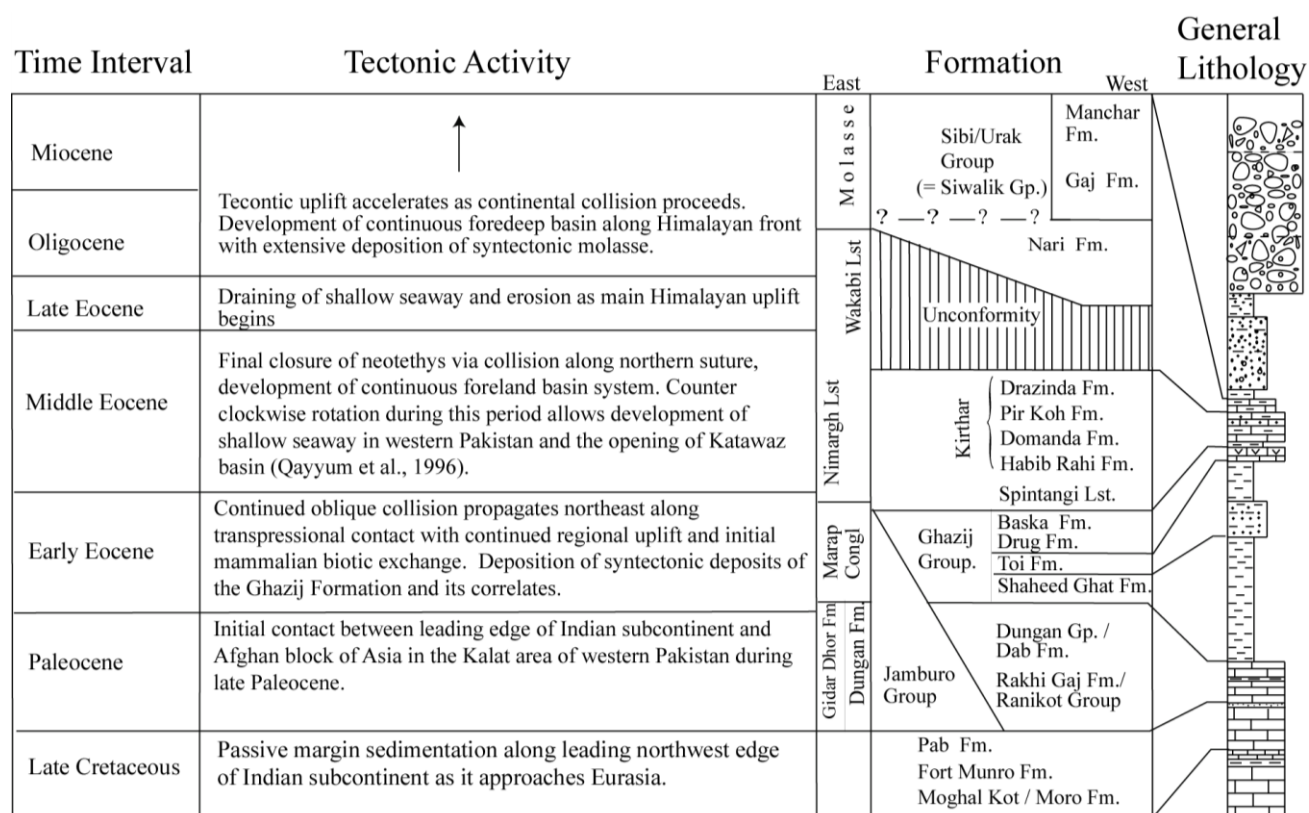 Time Interval
Tectonic Activity
Formation
General
Lithology
East
West
Miocene
Oligocene
Tecontic uplift accelerates as continental collision proceeds.
Development of continuous foredeep basin along Himalayan front
with extensive deposition of syntectonic molasse.
Late Eocene
Draining of shallow seaway and erosion as main Himalayan uplift
begins
Middle Eocene
Final closure of neotethys via collision along northern suture,
development of continuous foreland basin system. Counter
clockwise rotation during this period allows development of
shallow seaway in western Pakistan and the opening of Katawaz
basin (Qayyum et al., 1996).
Early Eocene
Continued oblique collision propagates northeast along
transpressional contact with continued regional uplift and initial
mammalian biotic exchange. Deposition of syntectonic deposits of
the Ghazij Formation and its correlates.
Paleocene
Initial contact between leading edge of Indian subcontinent and
Afghan block of Asia in the Kalat area of western Pakistan during
late Paleocene.
Late Cretaceous
Passive margin sedimentation along leading northwest edge
of Indian subcontinent as it approaches Eurasia.
Molasse
Wakabi Lst
Nimargh Lst
Marap
Congl
Gidar Dhor Fm
Dungan Fm.
Sibi/Urak
Group
(= Siwalik Gp.)
Manchar
Fm.
Gaj Fm.
? — ? — ? — ?
Nari Fm.
Unconformity
Kirthar
Drazinda Fm.
Pir Koh Fm.
Domanda Fm.
Habib Rahi Fm.
Spintangi Lst.
Ghazij
Group.
Baska Fm.
Drug Fm.
Toi Fm.
Shaheed Ghat Fm.
Jamburo
Group
Dungan Gp. /
Dab Fm.
Rakhi Gaj Fm./
Ranikot Group
Pab Fm.
Fort Munro Fm.
Moghal Kot / Moro Fm.